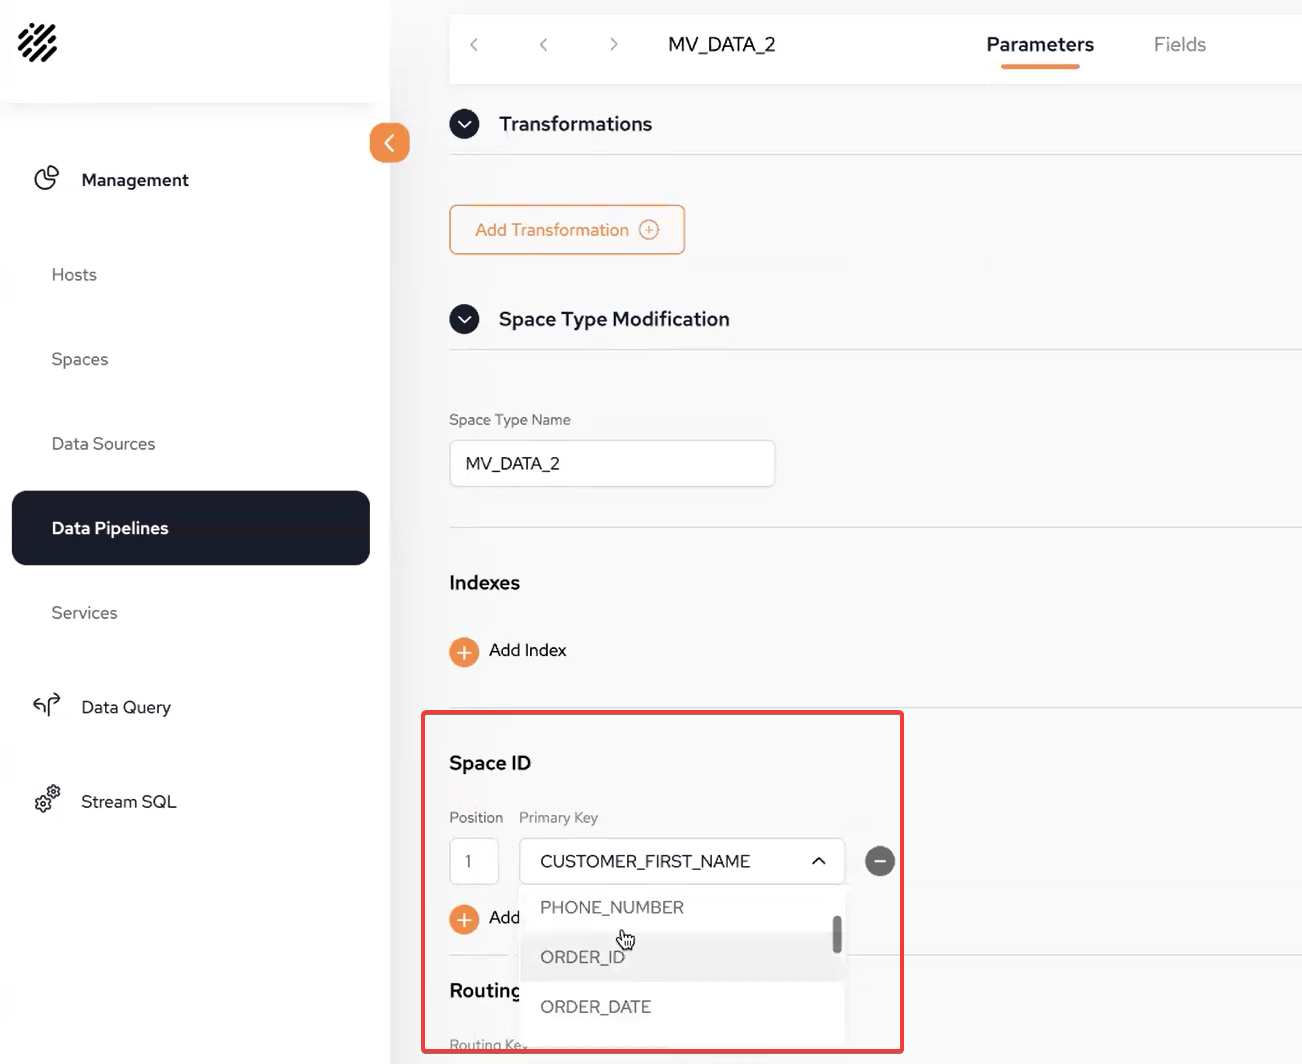 MV_DATA_2 Parameters Fields
Transformations
Management
Add Transformation
Hosts
Space Type Modification
Spaces
Space Type Name
Data Sources
MV_DATA_2
Data Pipelines
Indexes
Services
Add Index
Data Query
Space ID
Stream SQL
Position Primary Key
1 CUSTOMER_FIRST_NAME
PHONE_NUMBER
Add
ORDER_ID
Routing
ORDER_DATE
Routing Key